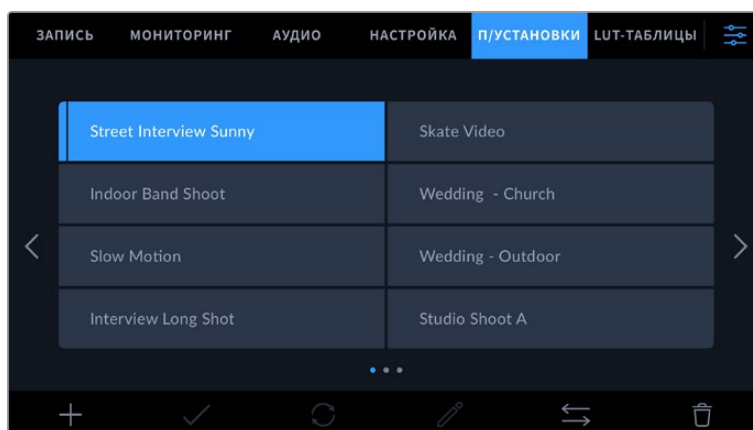 ЗАПИСЬ МОНИТОРИНГ АУДИО НАСТРОЙКА П/УСТАНОВКИ LUT-ТАБЛИЦЫ
Street Interview Sunny Skate Video
Indoor Band Shoot Wedding - Church
Slow Motion Wedding - Outdoor
Interview Long Shot Studio Shoot A